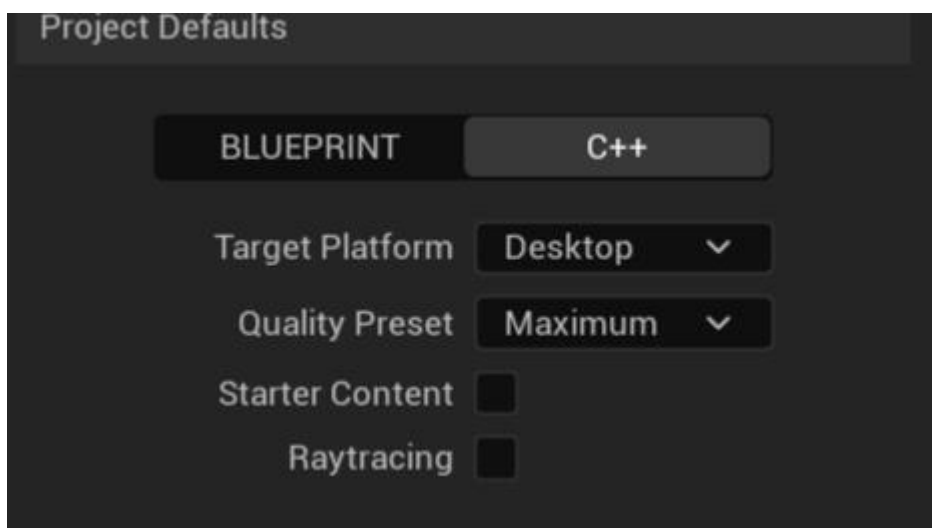 Project Defaults
BLUEPRINT C++
Target Platform Desktop
Quality Preset Maximum
Starter Content
Raytracing